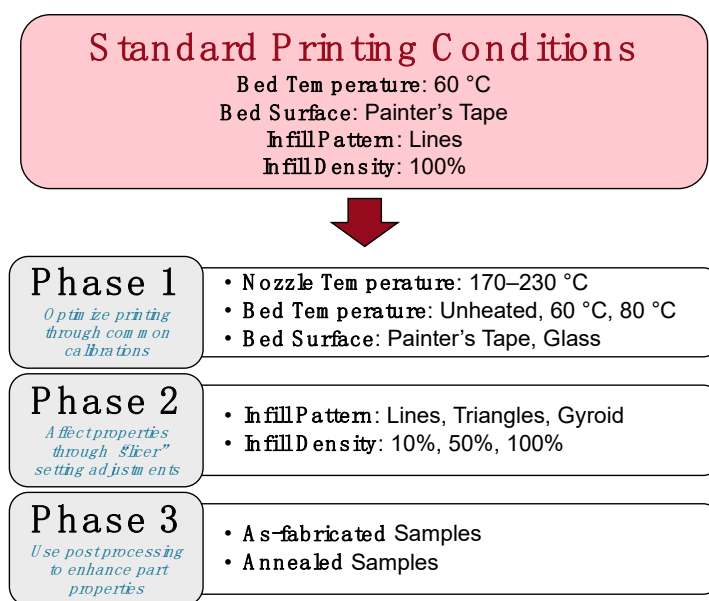 Standard Printing Conditions
Bed Temperature: 60 °C
Bed Surface: Painter's Tape
Infill Pattern: Lines
Infill Density: 100%
Phase 1
Optimize printing
through common
calibrations
• Nozzle Temperature: 170–230 °C
• Bed Temperature: Unheated, 60 °C, 80 °C
• Bed Surface: Painter's Tape, Glass
Phase 2
Affect properties
through "slicer"
setting adjustments
• Infill Pattern: Lines, Triangles, Gyroid
• Infill Density: 10%, 50%, 100%
Phase 3
Use post processing
to enhance part
properties
• As-fabricated Samples
• Annealed Samples